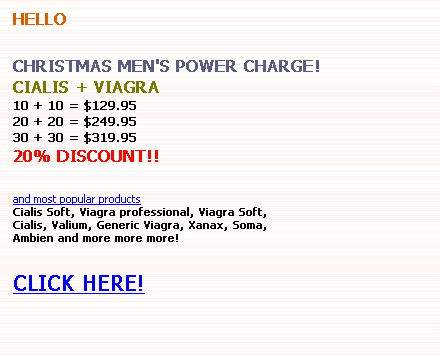 HELLO
CHRISTMAS MEN'S POWER CHARGE!
CIALIS + VIAGRA
10 + 10 = $129.95
20 + 20 = $249.95
30 + 30 = $319.95
20% DISCOUNT!!
and most popular products
Cialis Soft, Viagra professional, Viagra Soft,
Cialis, Valium, Generic Viagra, Xanax, Soma,
Ambien and more more more!
CLICK HERE!